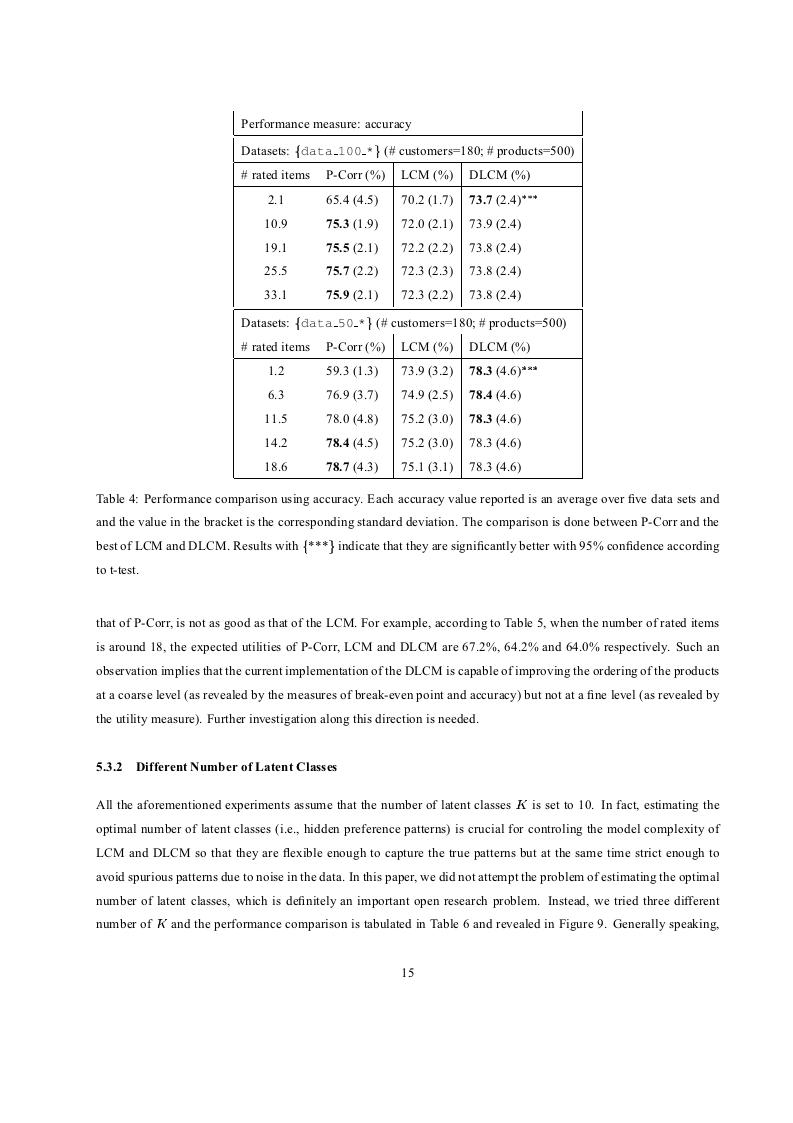 Performance measure: accuracy
Datasets: {data_100_*} (# customers=180; # products=500)
# rated items P-Corr (%) LCM (%) DLCM (%)
2.1 65.4 (4.5) 70.2 (1.7) 73.7 (2.4)***
10.9 75.3 (1.9) 72.0 (2.1) 73.9 (2.4)
19.1 75.5 (2.1) 72.2 (2.2) 73.8 (2.4)
25.5 75.7 (2.2) 72.3 (2.3) 73.8 (2.4)
33.1 75.9 (2.1) 72.3 (2.2) 73.8 (2.4)
Datasets: {data_50_*} (# customers=180; # products=500)
# rated items P-Corr (%) LCM (%) DLCM (%)
1.2 59.3 (1.3) 73.9 (3.2) 78.3 (4.6)***
6.3 76.9 (3.7) 74.9 (2.5) 78.4 (4.6)
11.5 78.0 (4.8) 75.2 (3.0) 78.3 (4.6)
14.2 78.4 (4.5) 75.2 (3.0) 78.3 (4.6)
18.6 78.7 (4.3) 75.1 (3.1) 78.3 (4.6)
Table 4: Performance comparison using accuracy. Each accuracy value reported is an average over five data sets and
and the value in the bracket is the corresponding standard deviation. The comparison is done between P-Corr and the
best of LCM and DLCM. Results with {***} indicate that they are significantly better with 95% confidence according
to t-test.
that of P-Corr, is not as good as that of the LCM. For example, according to Table 5, when the number of rated items
is around 18, the expected utilities of P-Corr, LCM and DLCM are 67.2%, 64.2% and 64.0% respectively. Such an
observation implies that the current implementation of the DLCM is capable of improving the ordering of the products
at a coarse level (as revealed by the measures of break-even point and accuracy) but not at a fine level (as revealed by
the utility measure). Further investigation along this direction is needed.
5.3.2 Different Number of Latent Classes
All the aforementioned experiments assume that the number of latent classes K is set to 10. In fact, estimating the
optimal number of latent classes (i.e., hidden preference patterns) is crucial for controling the model complexity of
LCM and DLCM so that they are flexible enough to capture the true patterns but at the same time strict enough to
avoid spurious patterns due to noise in the data. In this paper, we did not attempt the problem of estimating the optimal
number of latent classes, which is definitely an important open research problem. Instead, we tried three different
number of K and the performance comparison is tabulated in Table 6 and revealed in Figure 9. Generally speaking,
15